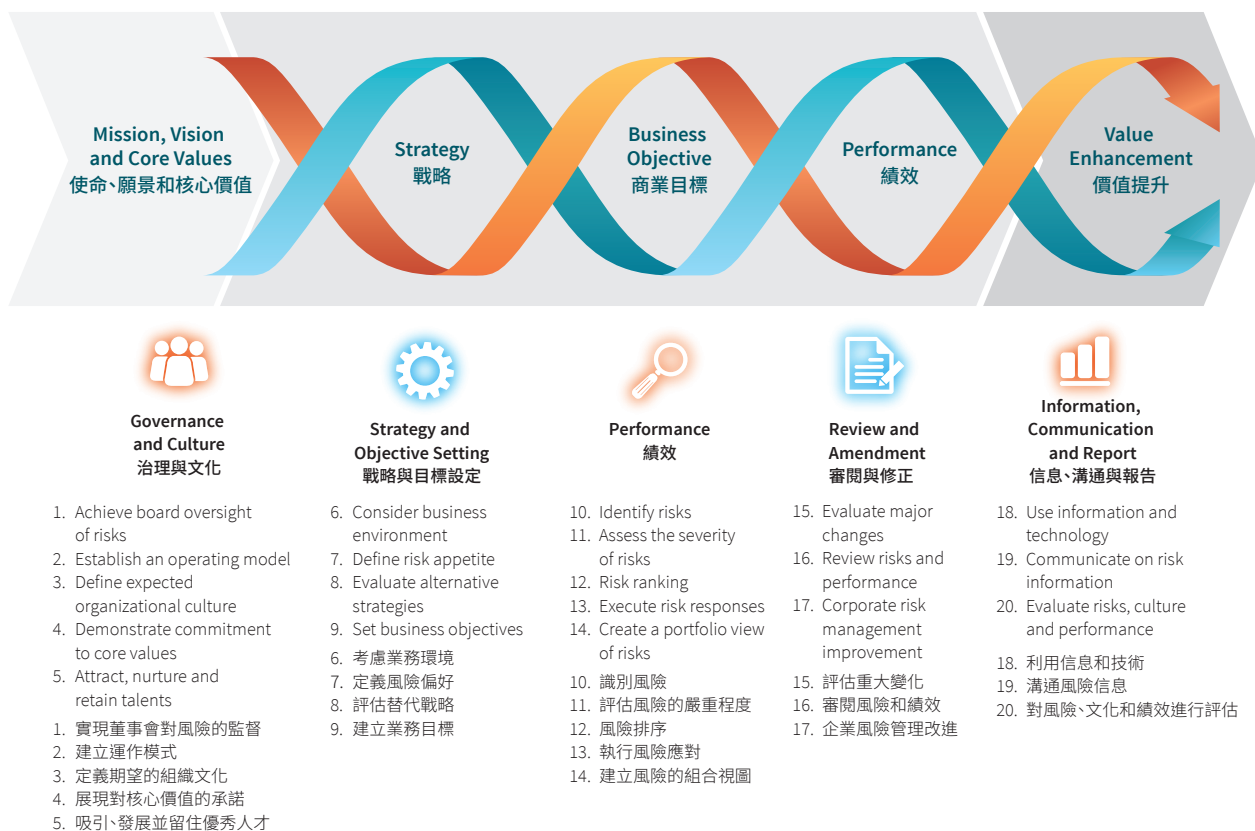 Mission, Vision
and Core Values
使命、願景和核心價值
Strategy
戰略
Business
Objective
商業目標
Performance
績效
Value
Enhancement
價值提升
Governance
and Culture
治理與文化
1. Achieve board oversight
of risks
2. Establish an operating model
3. Define expected
organizational culture
4. Demonstrate commitment
to core values
5. Attract, nurture and
retain talents
1. 實現董事會對風險的監督
2. 建立運作模式
3. 定義期望的組織文化
4. 展現對核心價值的承諾
5. 吸引、發展並留住優秀人才
Strategy and
Objective Setting
戰略與目標設定
6. Consider business
environment
7. Define risk appetite
8. Evaluate alternative
strategies
9. Set business objectives
6. 考慮業務環境
7. 定義風險偏好
8. 評估替代戰略
9. 建立業務目標
Performance
績效
10. Identify risks
11. Assess the severity
of risks
12. Risk ranking
13. Execute risk responses
14. Create a portfolio view
of risks
10. 識別風險
11. 評估風險的嚴重程度
12. 風險排序
13. 執行風險應對
14. 建立風險的組合視圖
Review and
Amendment
審閱與修正
15. Evaluate major
changes
16. Review risks and
performance
17. Corporate risk
management
improvement
15. 評估重大變化
16. 審閱風險和績效
17. 企業風險管理改進
Information,
Communication
and Report
信息、溝通與報告
18. Use information and
technology
19. Communicate on risk
information
20. Evaluate risks, culture
and performance
18. 利用信息和技術
19. 溝通風險信息
20. 對風險、文化和績效進行評估